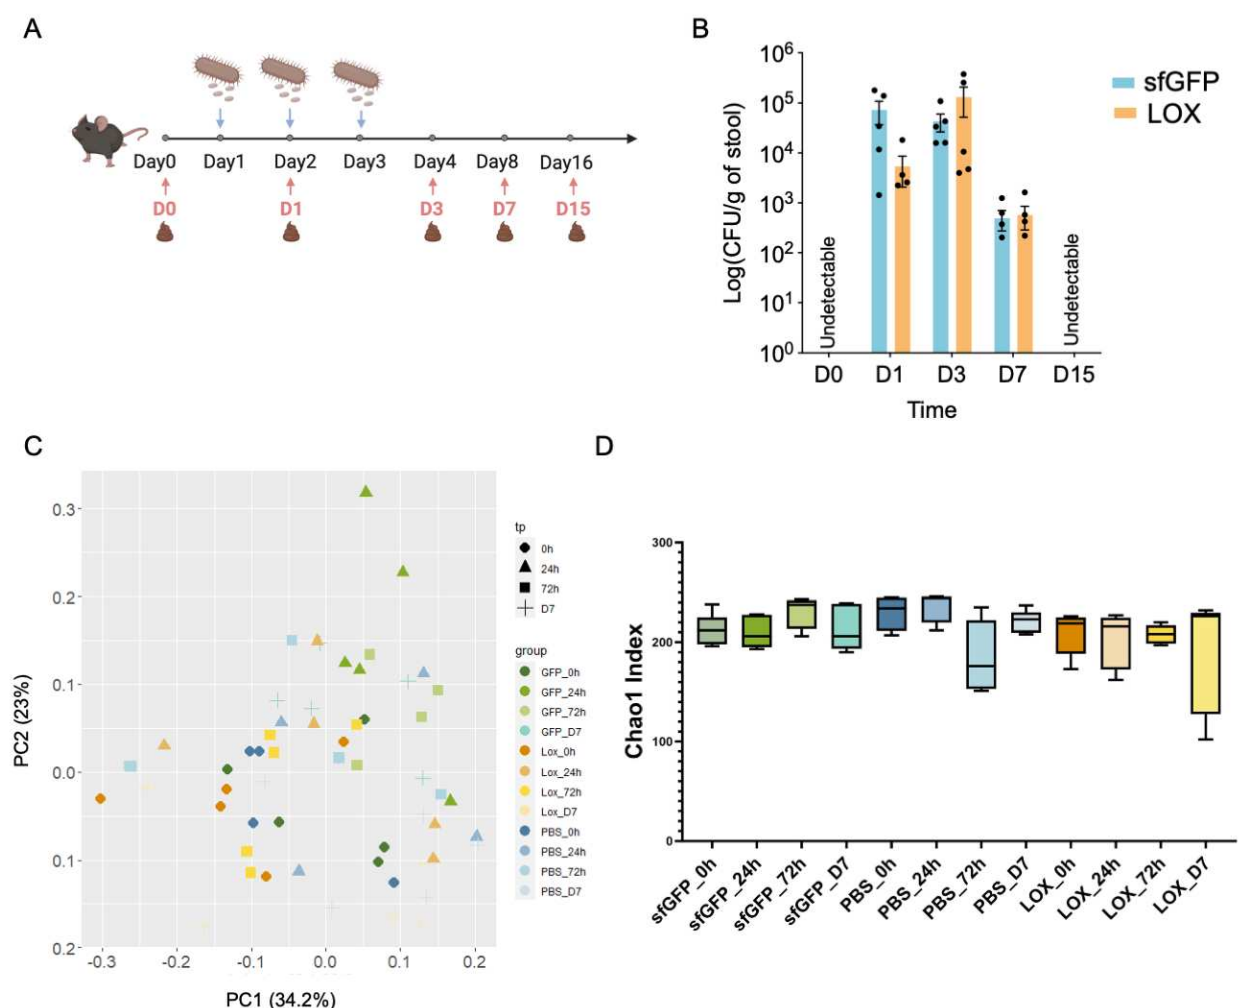 A
Day0 Day1 Day2 Day3 Day4 Day8 Day16
D0 D1 D3 D7 D15
B
Log(CFU/g of stool)
10^6
10^5
10^4
10^3
10^2
10^1
10^0
Undetectable
Undetectable
D0 D1 D3 D7 D15
Time
sfGFP
LOX
C
PC2 (23%)
0.3
0.2
0.1
0.0
0.1
0.2
-0.3 -0.2 -0.1 0.0 0.1 0.2
PC1 (34.2%)
tp
0h
24h
72h
D7
group
GFP_0h
GFP_24h
GFP_72h
GFP_D7
Lox_0h
Lox_24h
Lox_72h
Lox_D7
PBS_0h
PBS_24h
PBS_72h
PBS_D7
D
Chao1 Index
300
200
100
0
sfGFP_0h
sfGFP_24h
sfGFP_72h
sfGFP_D7
PBS_0h
PBS_24h
PBS_72h
PBS_D7
LOX_0h
LOX_24h
LOX_72h
LOX_D7